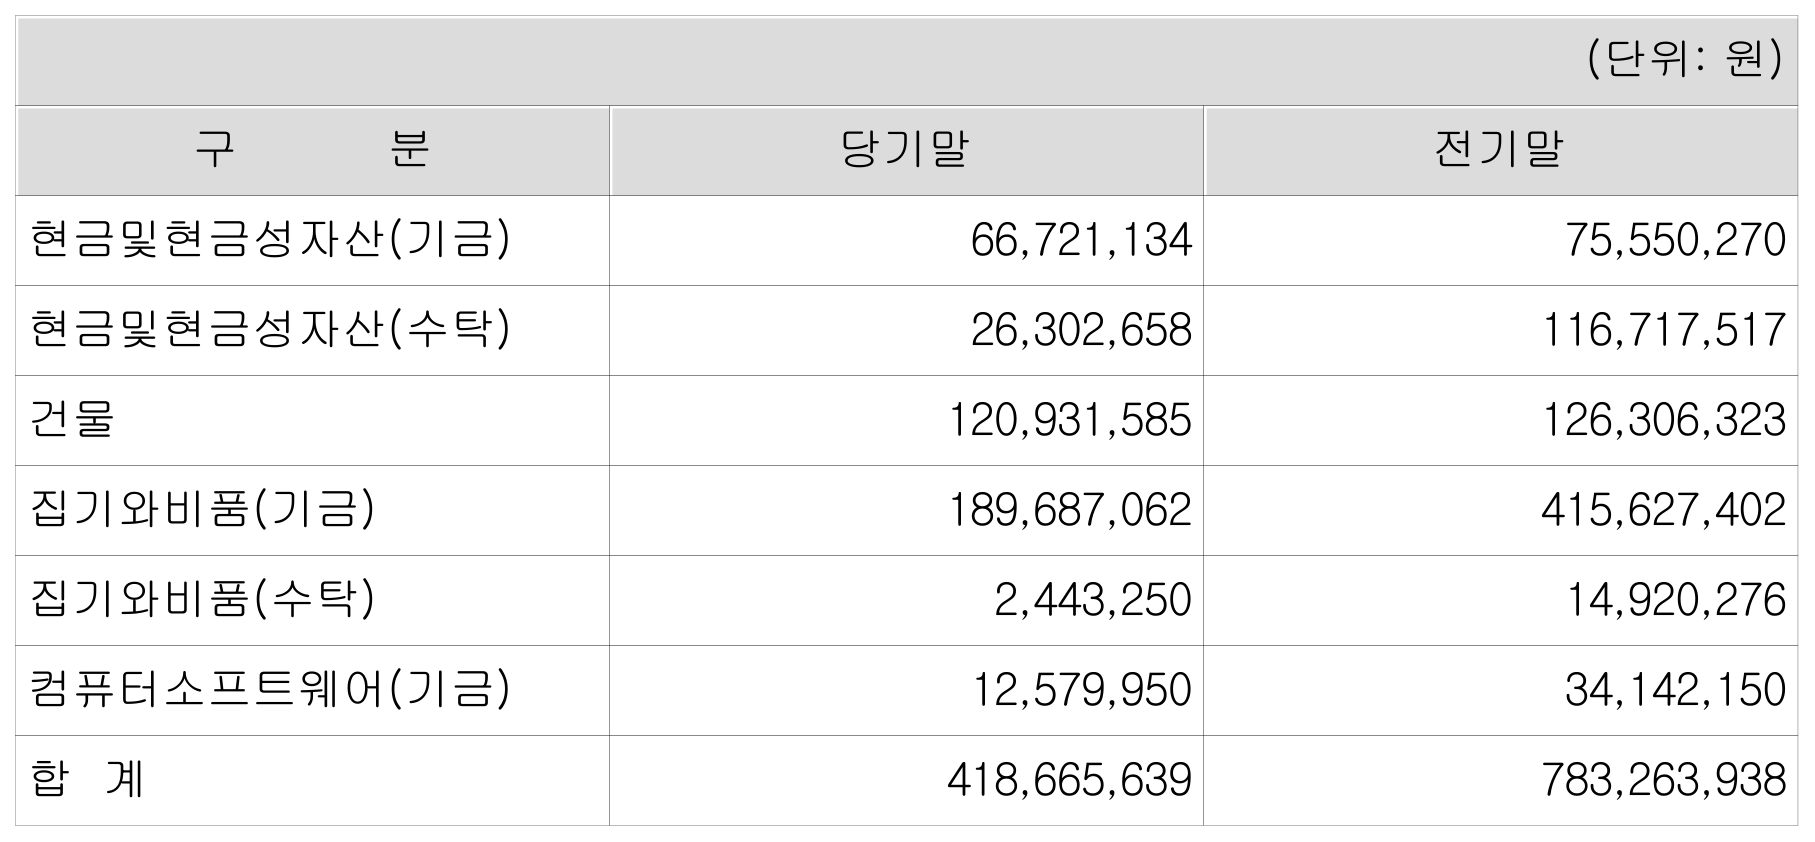 (단위: 원)
구 분 당기말 전기말
현금및현금성자산(기금) 66,721,134 75,550,270
현금및현금성자산(수탁) 26,302,658 116,717,517
건물 120,931,585 126,306,323
집기와비품(기금) 189,687,062 415,627,402
집기와비품(수탁) 2,443,250 14,920,276
컴퓨터소프트웨어(기금) 12,579,950 34,142,150
합 계 418,665,639 783,263,938